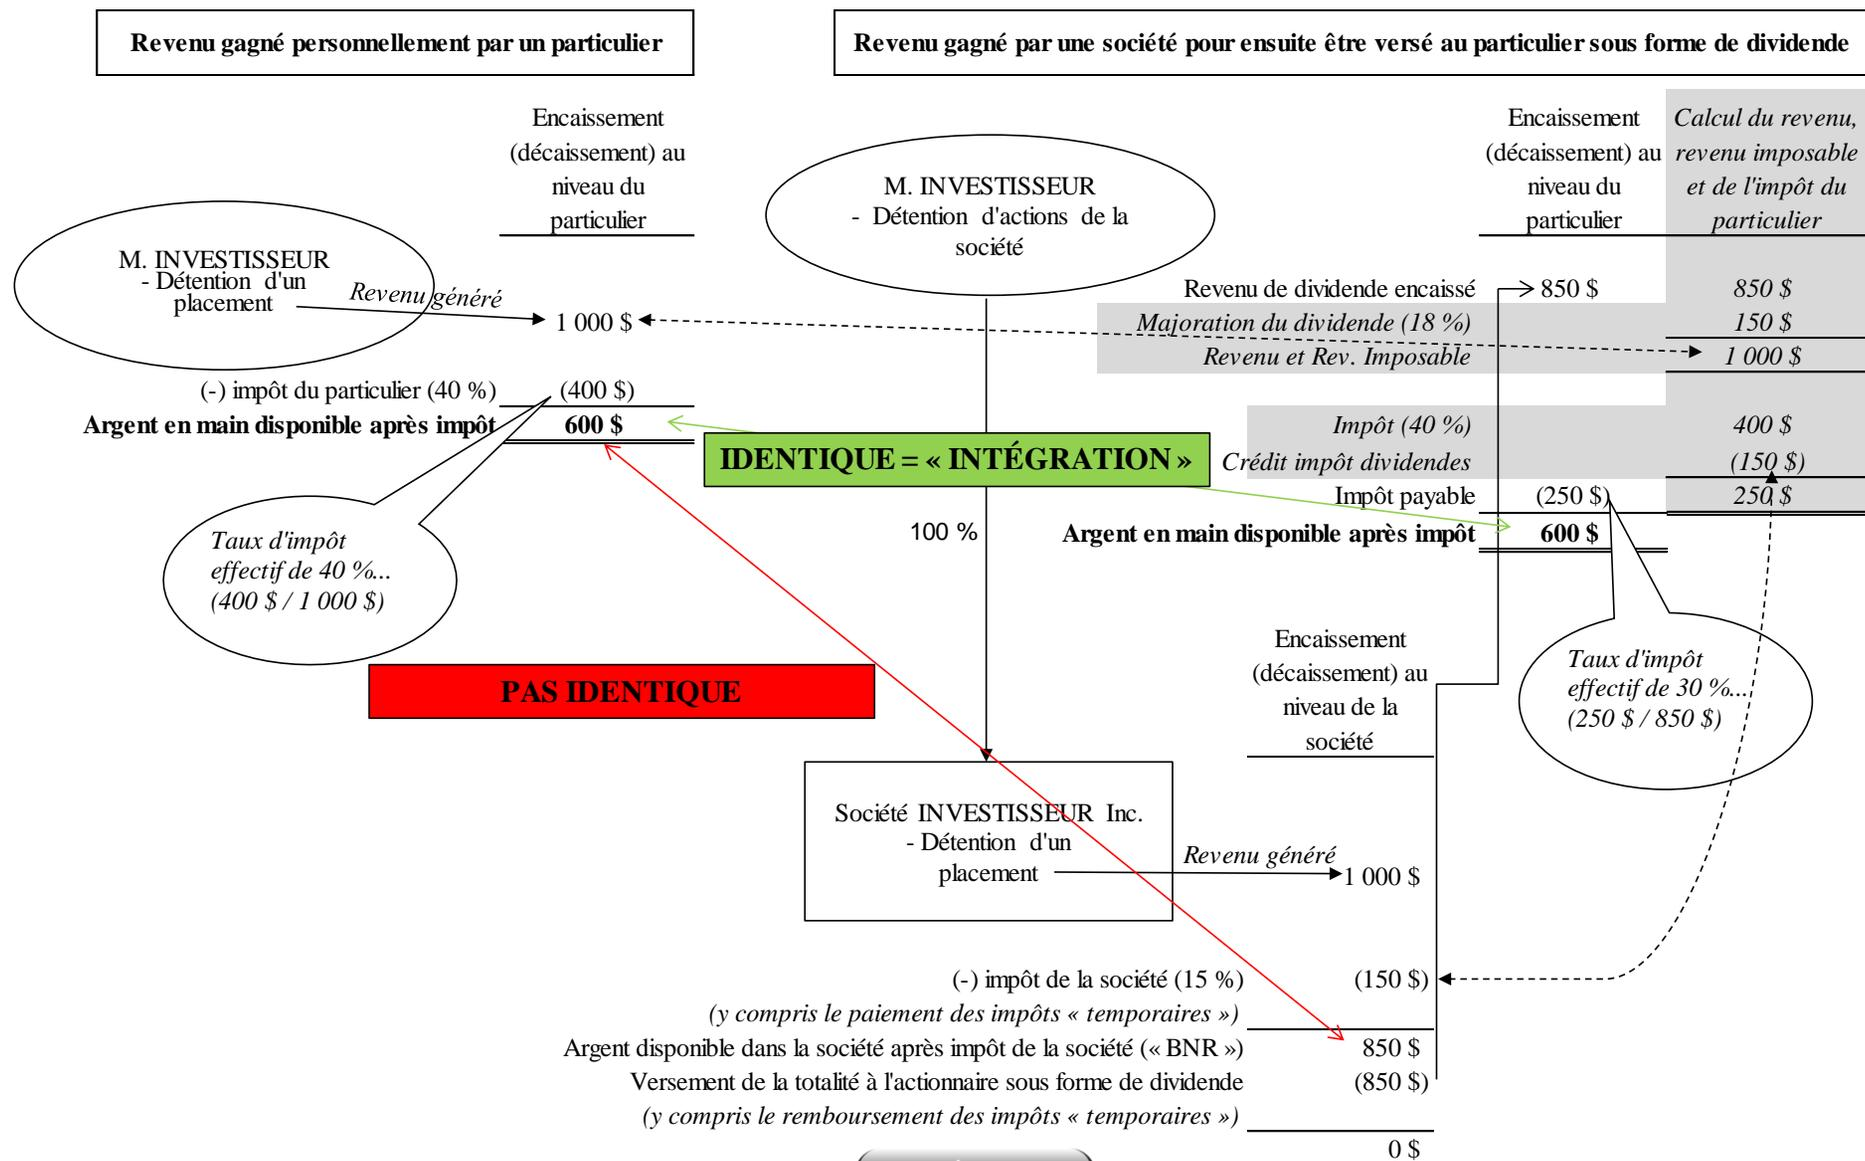 Revenu gagné personnellement par un particulier
Revenu gagné par une société pour ensuite être versé au particulier sous forme de dividende
Encaissement
(décaissement) au
niveau du
particulier
M. INVESTISSEUR
- Détention d'un
placement
Revenu généré
1 000 $
(-) impôt du particulier (40 %) (400 $)
Argent en main disponible après impôt 600 $
Taux d'impôt
effectif de 40 %...
(400 $ / 1 000 $)
M. INVESTISSEUR
- Détention d'actions de la
société
Encaissement
(décaissement) au
niveau du
particulier
Calcul du revenu,
revenu imposable
et de l'impôt du
particulier
Revenu de dividende encaissé 850 $ 850 $
Majoration du dividende (18 %) 150 $
Revenu et Rev. Imposable 1 000 $
Impôt (40 %) 400 $
Crédit impôt dividendes (150 $)
Impôt payable (250 $) 250 $
Argent en main disponible après impôt 600 $
IDENTIQUE = « INTÉGRATION »
100 %
Taux d'impôt
effectif de 30 %...
(250 $ / 850 $)
PAS IDENTIQUE
Encaissement
(décaissement) au
niveau de la
société
Société INVESTISSEUR Inc.
- Détention d'un
placement
Revenu généré
1 000 $
(-) impôt de la société (15 %) (150 $)
(y compris le paiement des impôts « temporaires »)
Argent disponible dans la société après impôt de la société (« BNR ») 850 $
Versement de la totalité à l'actionnaire sous forme de dividende (850 $)
(y compris le remboursement des impôts « temporaires »)
0 $